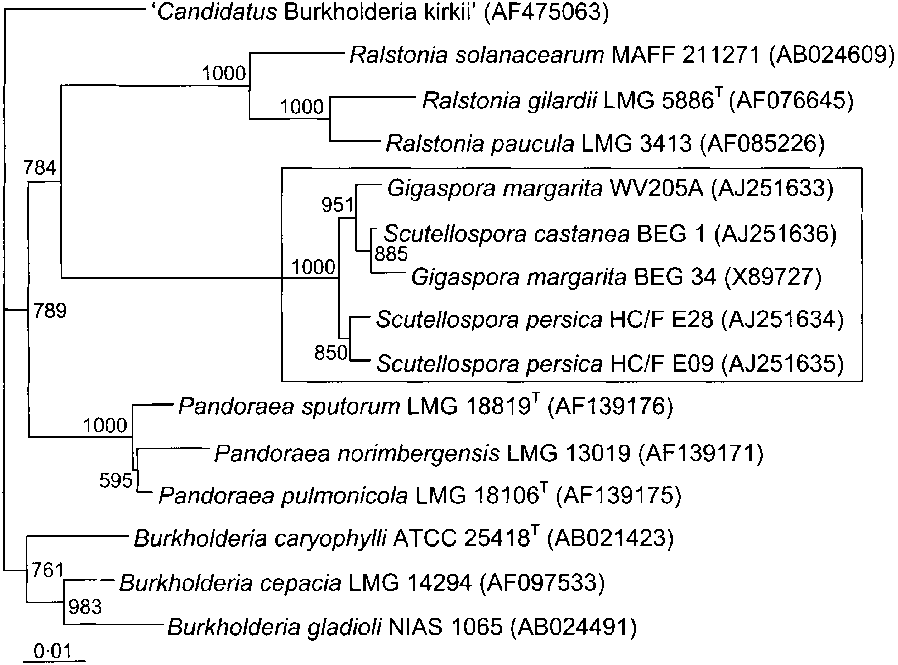 'Candidatus Burkholderia kirkii' (AF475063)
Ralstonia solanacearum MAFF 211271 (AB024609)
1000
Ralstonia gilardii LMG 5886T (AF076645)
1000
Ralstonia paucula LMG 3413 (AF085226)
784
Gigaspora margarita WV205A (AJ251633)
951
Scutellospora castanea BEG 1 (AJ251636)
885
1000
Gigaspora margarita BEG 34 (X89727)
789
Scutellospora persica HC/F E28 (AJ251634)
850
Scutellospora persica HC/F E09 (AJ251635)
Pandoraea sputorum LMG 18819T (AF139176)
1000
Pandoraea norimbergensis LMG 13019 (AF139171)
595
Pandoraea pulmonicola LMG 18106T (AF139175)
Burkholderia caryophylli ATCC 25418T (AB021423)
761
Burkholderia cepacia LMG 14294 (AF097533)
983
Burkholderia gladioli NIAS 1065 (AB024491)
0·01